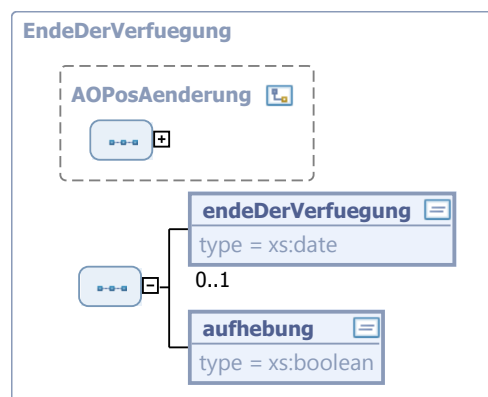 EndeDerVerfuegung
AOPosAenderung
endeDerVerfuegung
type = xs:date
0..1
aufhebung
type = xs:boolean